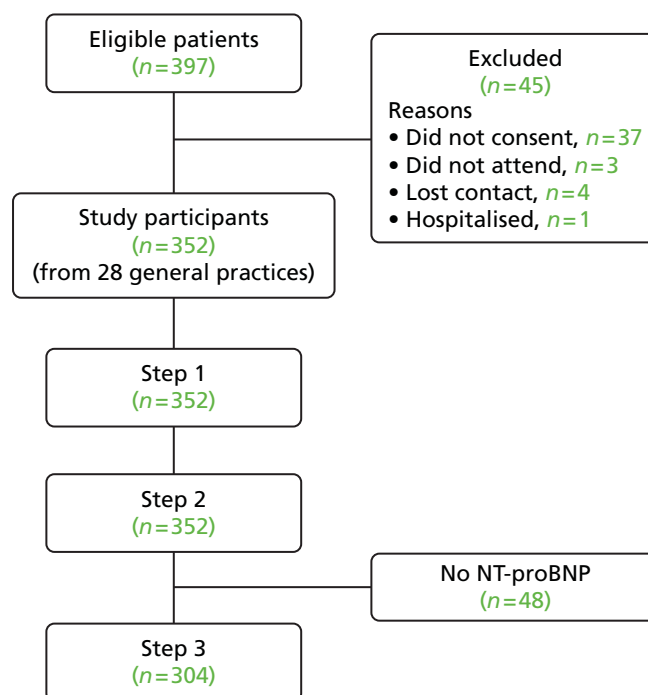 Eligible patients
(n=397)
Excluded
(n=45)
Reasons
• Did not consent, n=37
• Did not attend, n=3
• Lost contact, n=4
• Hospitalised, n=1
Study participants
(n=352)
(from 28 general practices)
Step 1
(n=352)
Step 2
(n=352)
No NT-proBNP
(n=48)
Step 3
(n=304)